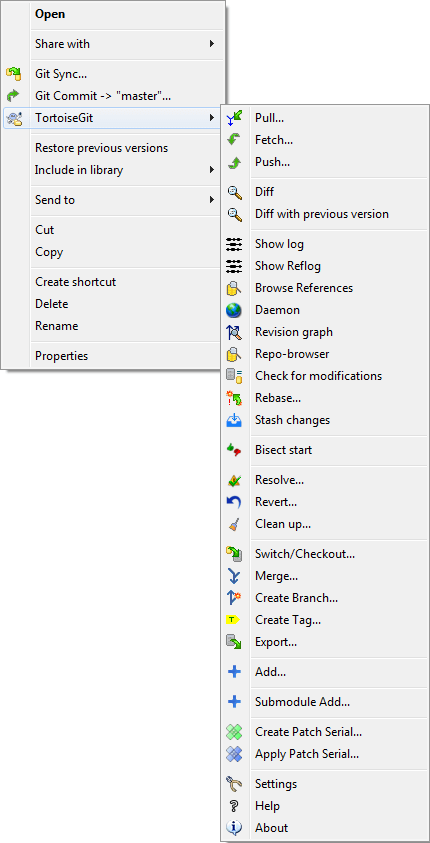 Open
Share with
Git Sync...
Git Commit -> "master"...
TortoiseGit
Restore previous versions
Include in library
Send to
Cut
Copy
Create shortcut
Delete
Rename
Properties
Pull...
Fetch...
Push...
Diff
Diff with previous version
Show log
Show Reflog
Browse References
Daemon
Revision graph
Repo-browser
Check for modifications
Rebase...
Stash changes
Bisect start
Resolve...
Revert...
Clean up...
Switch/Checkout...
Merge...
Create Branch...
Create Tag...
Export...
Add...
Submodule Add...
Create Patch Serial...
Apply Patch Serial...
Settings
Help
About